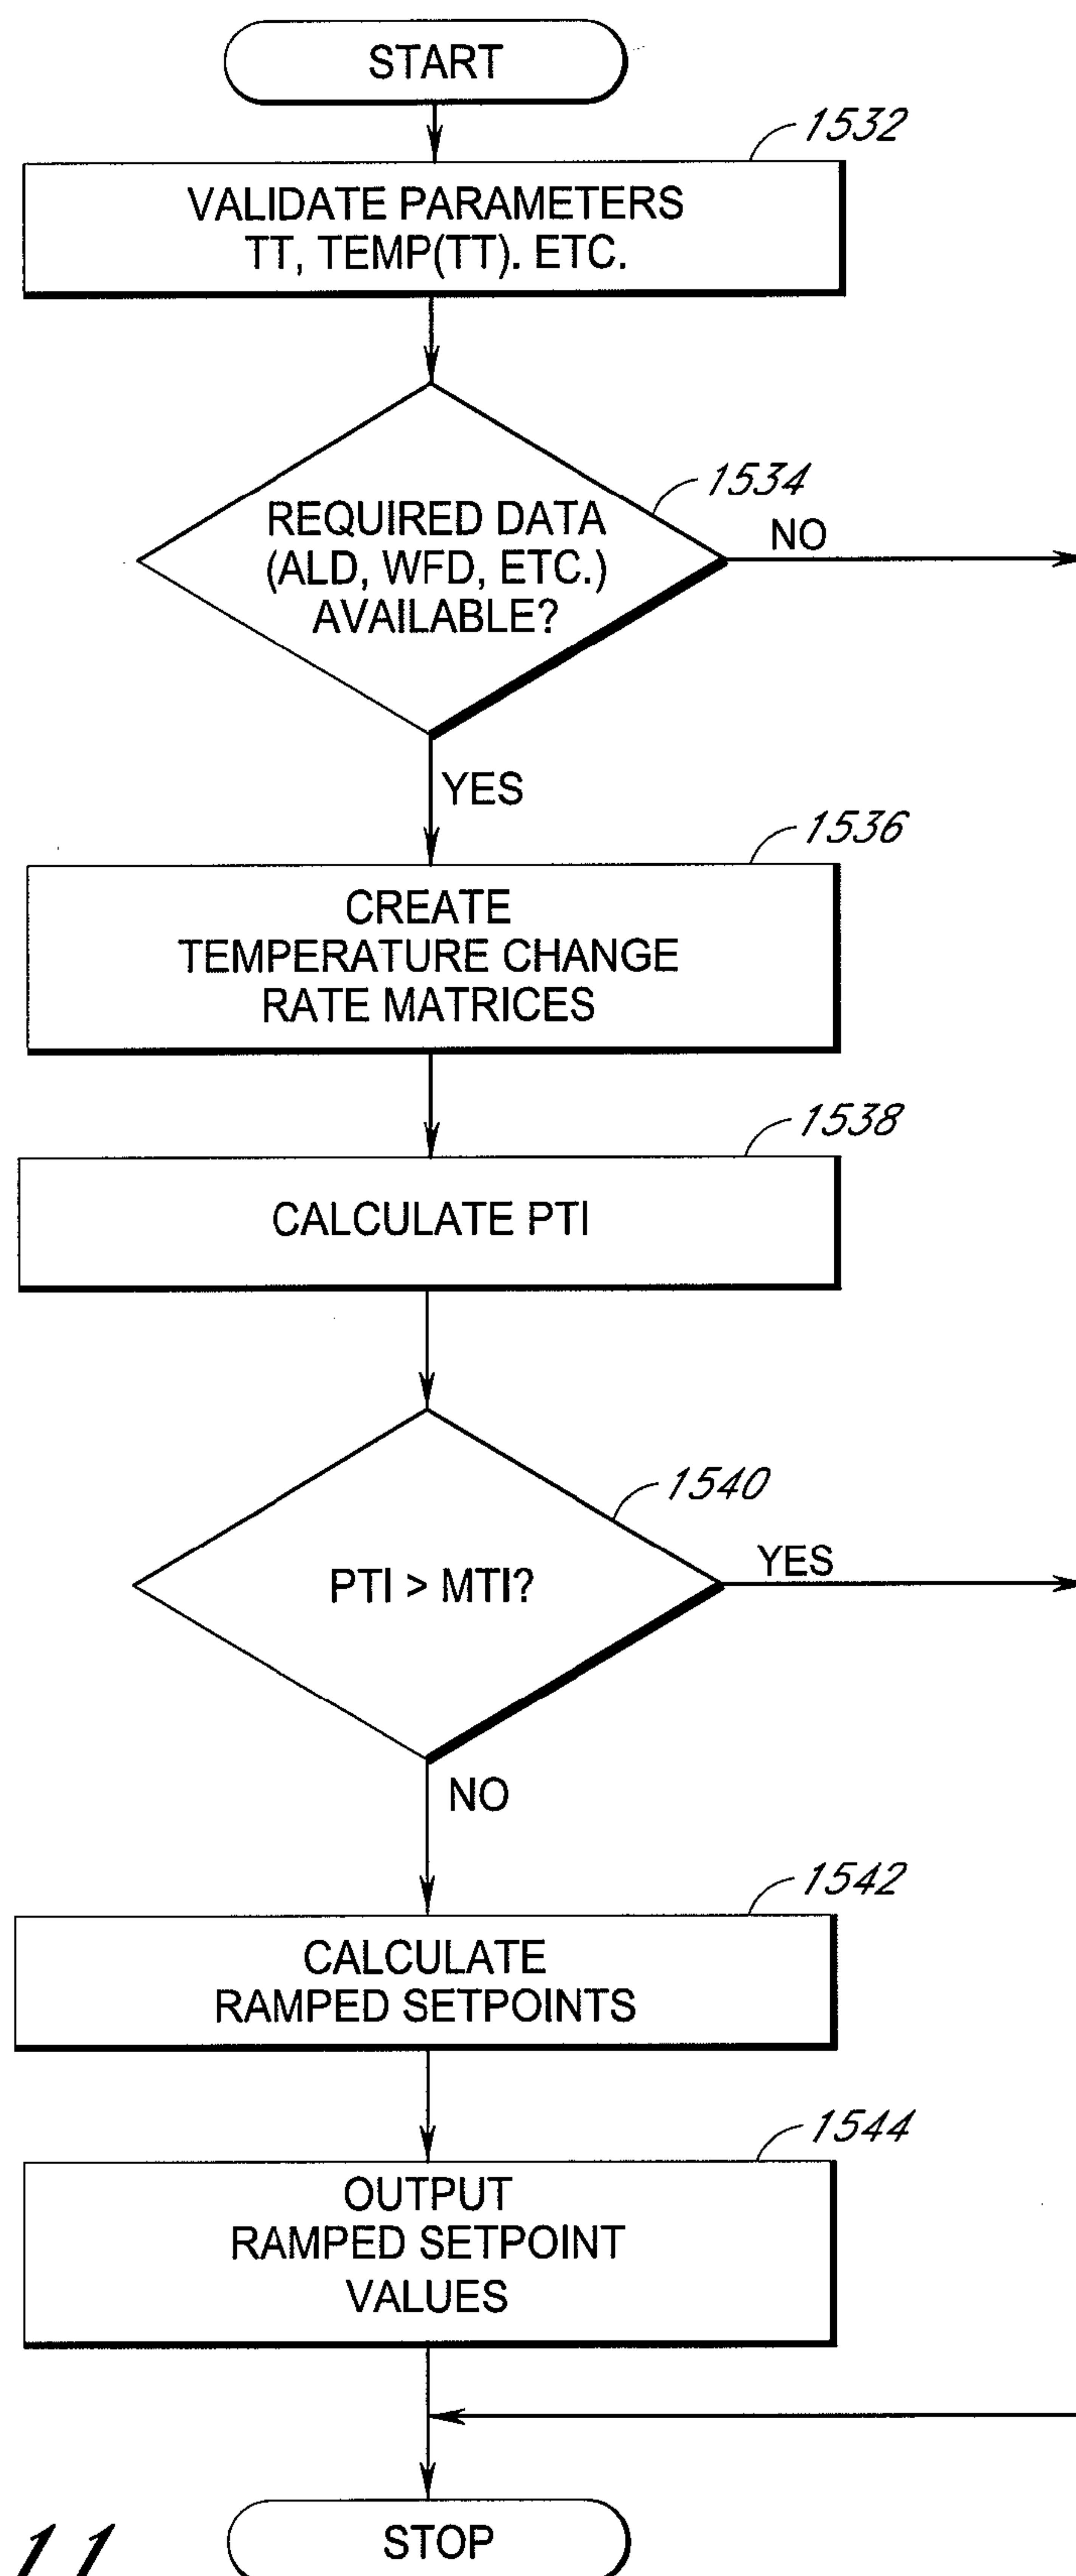 START
1532
VALIDATE PARAMETERS
TT, TEMP(TT). ETC.
1534
REQUIRED DATA
(ALD, WFD, ETC.)
AVAILABLE?
NO
YES
1536
CREATE
TEMPERATURE CHANGE
RATE MATRICES
1538
CALCULATE PTI
1540
PTI > MTI?
YES
NO
1542
CALCULATE
RAMPED SETPOINTS
1544
OUTPUT
RAMPED SETPOINT
VALUES
STOP
11